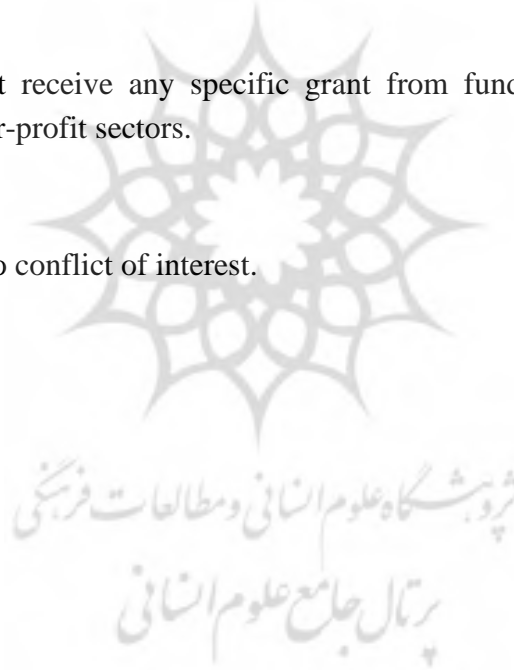 t receive any specific grant from fund
r-profit sectors.
o conflict of interest.
پژوهشگاه علوم انسانی و مطالعات فرهنگی
پرتال جامع علوم انسانی